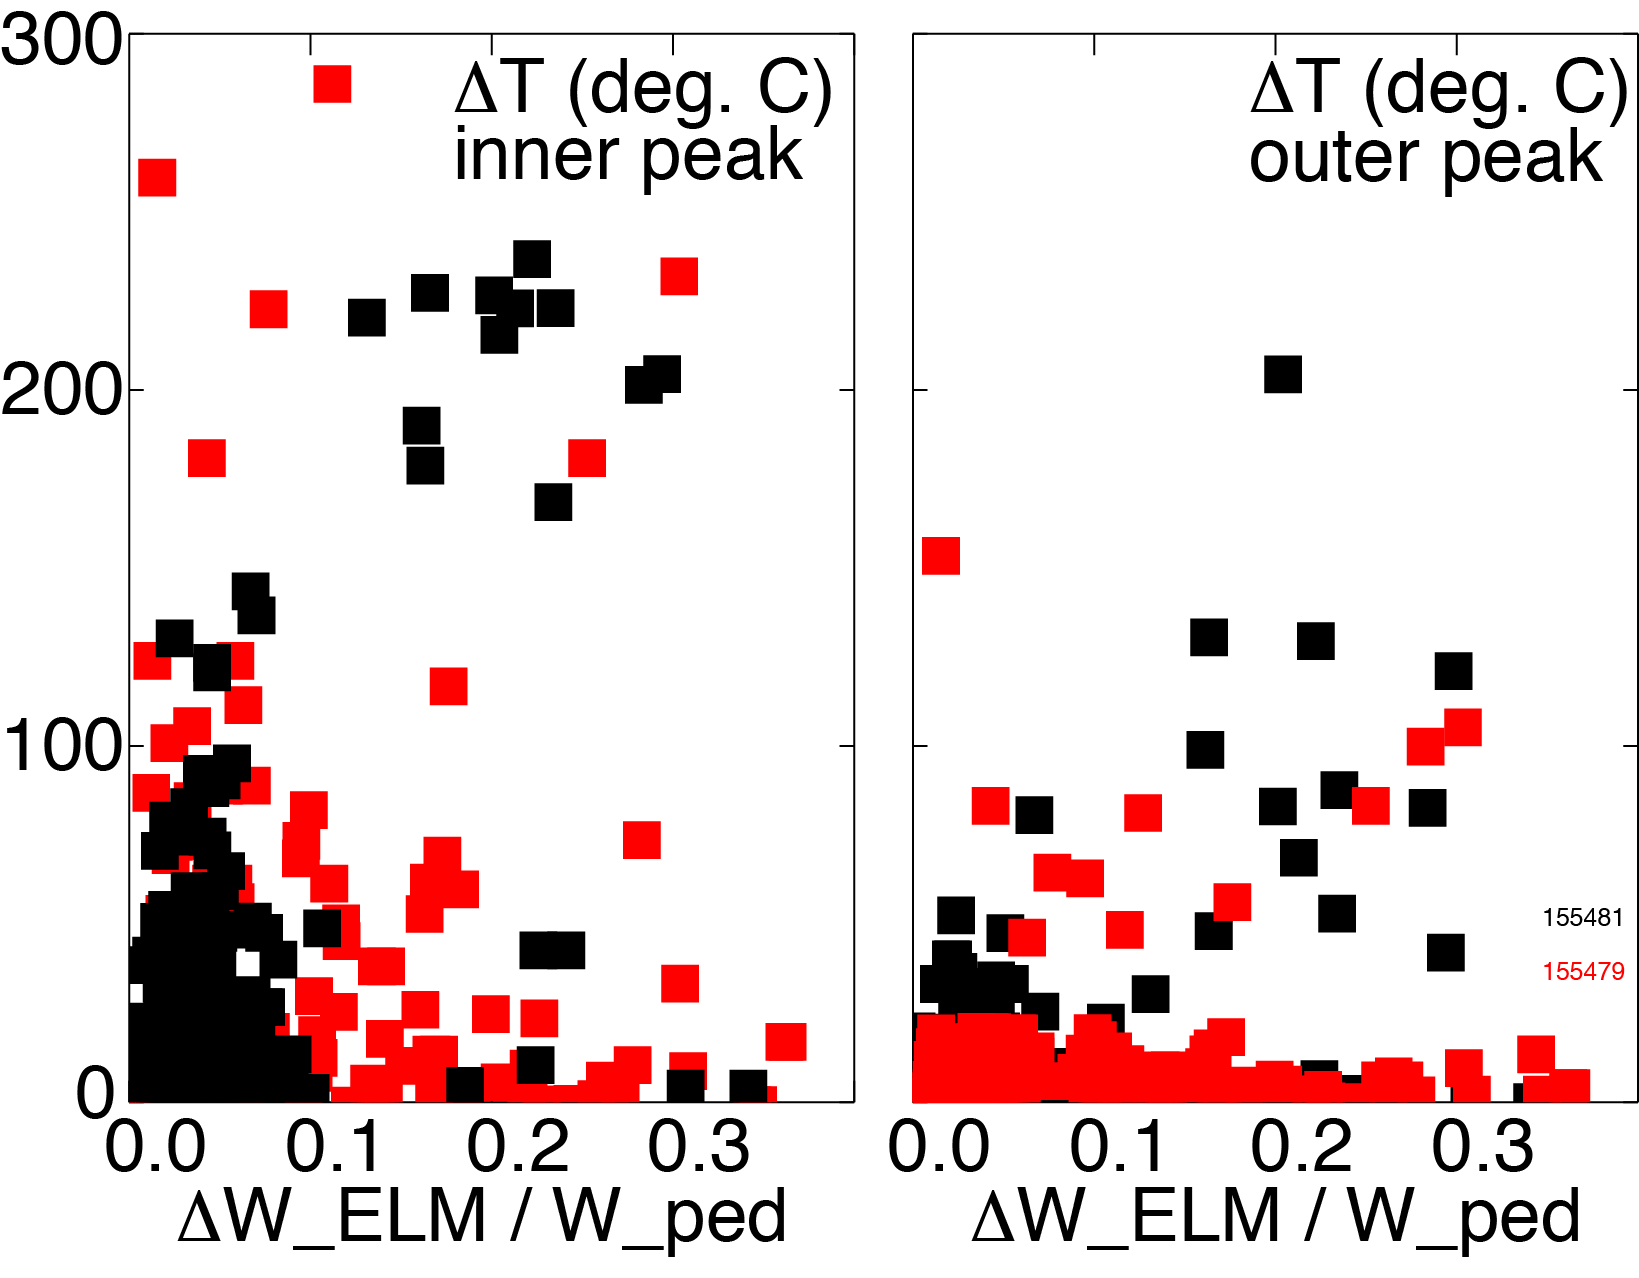 300
200
100
0
ΔT (deg. C)
inner peak
0.0 0.1 0.2 0.3
ΔW_ELM / W_ped
ΔT (deg. C)
outer peak
155481
155479
0.0 0.1 0.2 0.3
ΔW_ELM / W_ped